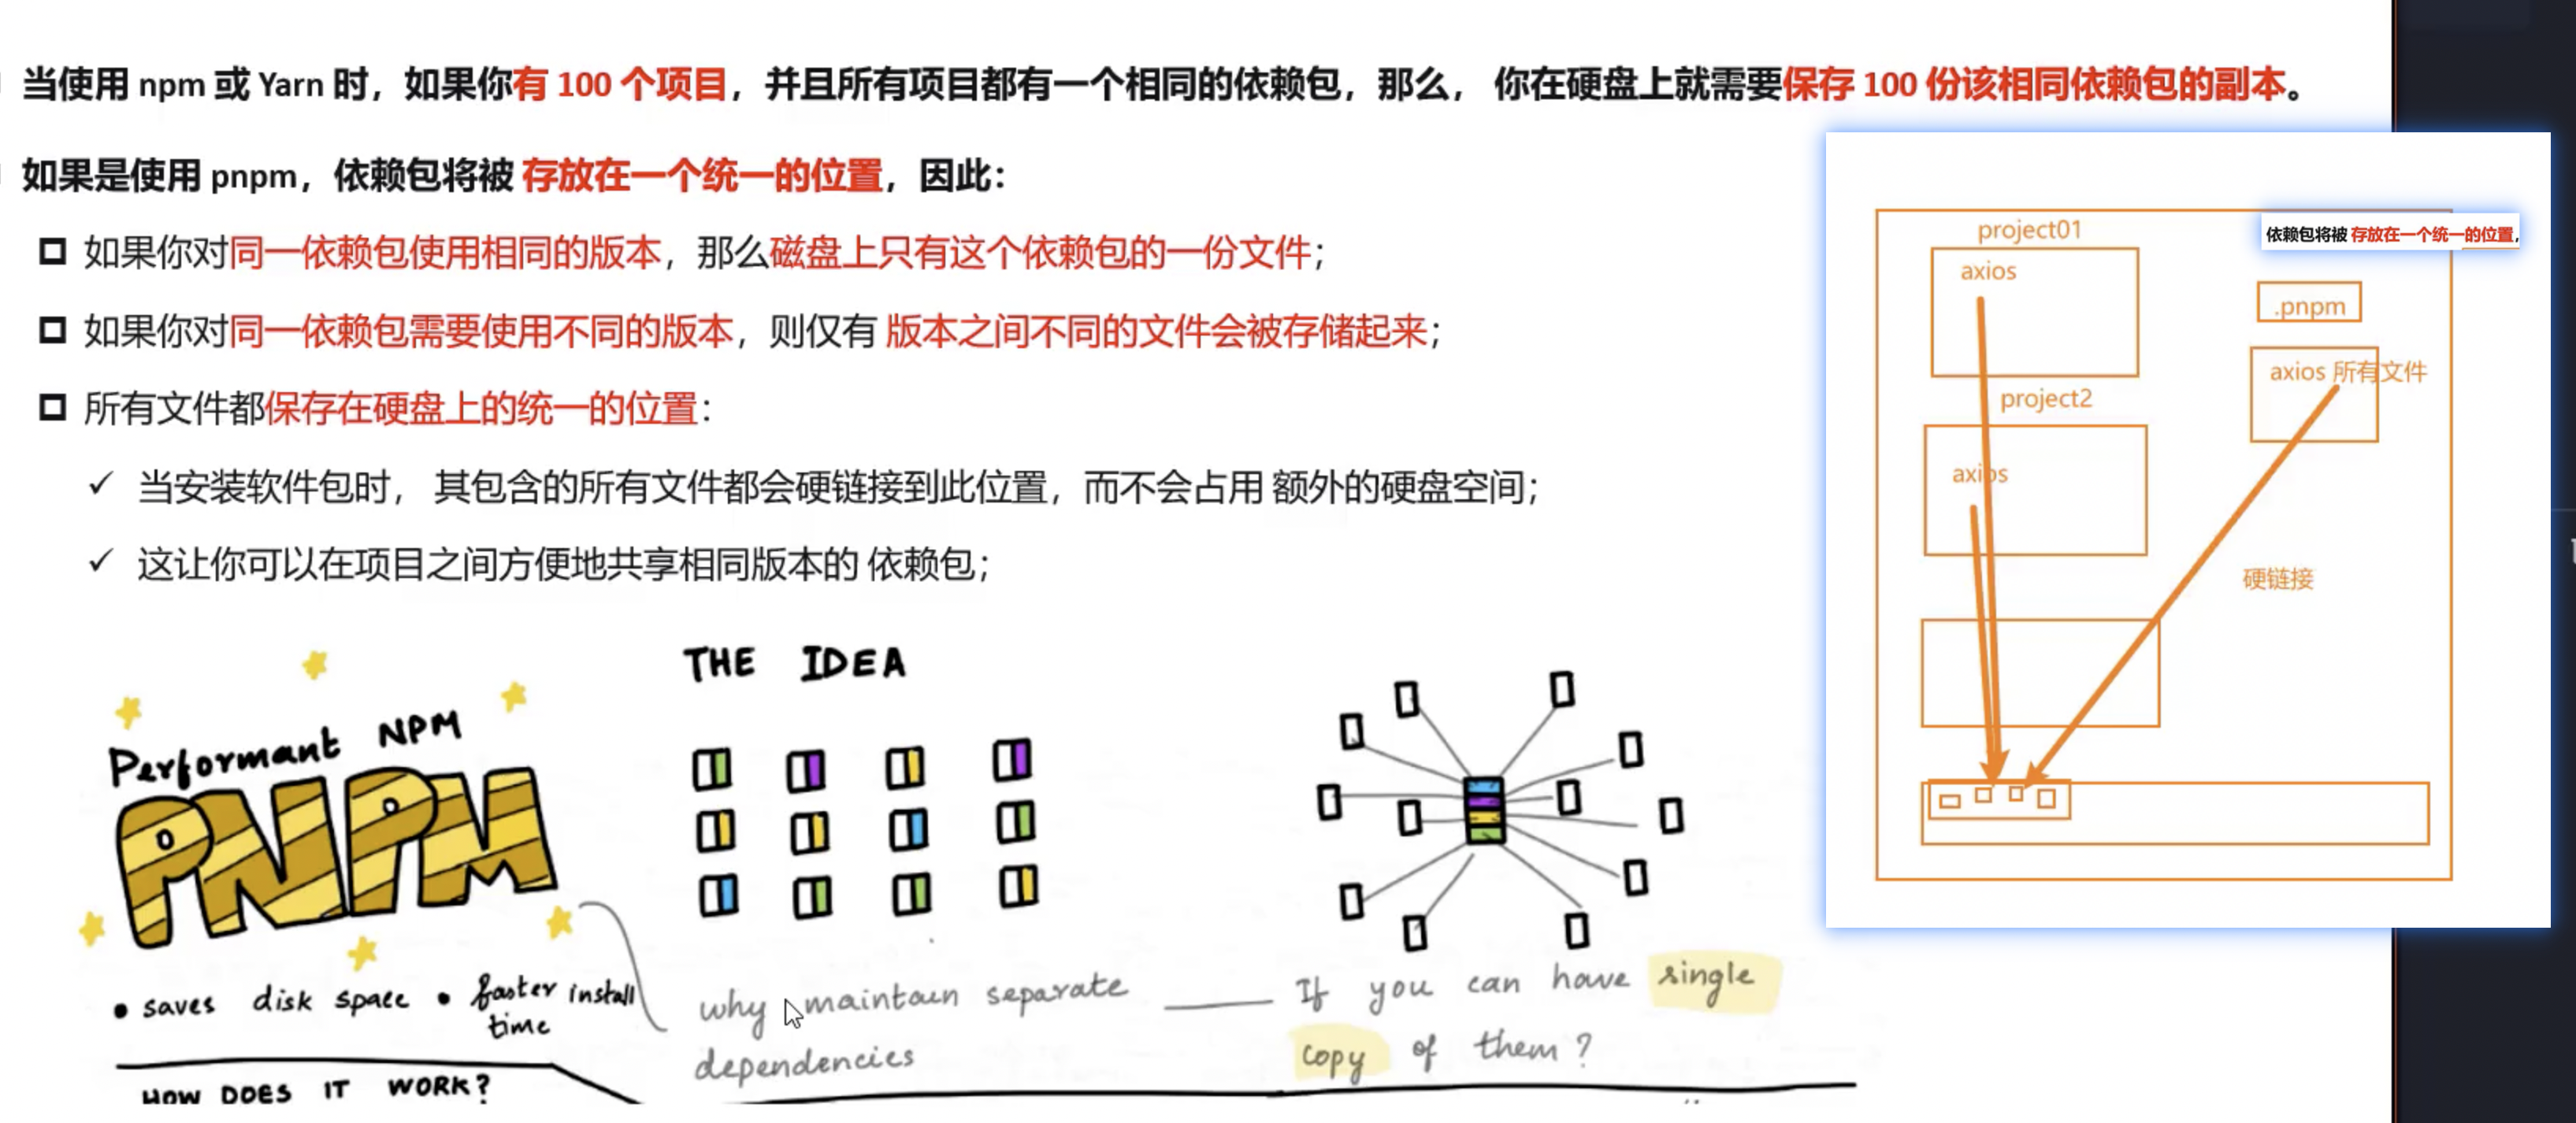 当使用 npm 或 Yarn 时，如果你有 100 个项目，并且所有项目都有一个相同的依赖包，那么， 你在硬盘上就需要保存 100 份该相同依赖包的副本。
如果是使用 pnpm，依赖包将被 存放在一个统一的位置，因此：
如果你对同一依赖包使用相同的版本，那么磁盘上只有这个依赖包的一份文件；
如果你对同一依赖包需要使用不同的版本，则仅有 版本之间不同的文件会被存储起来；
所有文件都保存在硬盘上的统一的位置：
✓ 当安装软件包时， 其包含的所有文件都会硬链接到此位置，而不会占用 额外的硬盘空间；
✓ 这让你可以在项目之间方便地共享相同版本的 依赖包；
Performant NPM
PNPM
• saves disk space • faster install
time
HOW DOES IT WORK?
THE IDEA
why maintain separate
dependencies
If you can have single
copy of them?
project01
axios
project2
axios
依赖包将被 存放在一个统一的位置，
.pnpm
axios 所有文件
硬链接